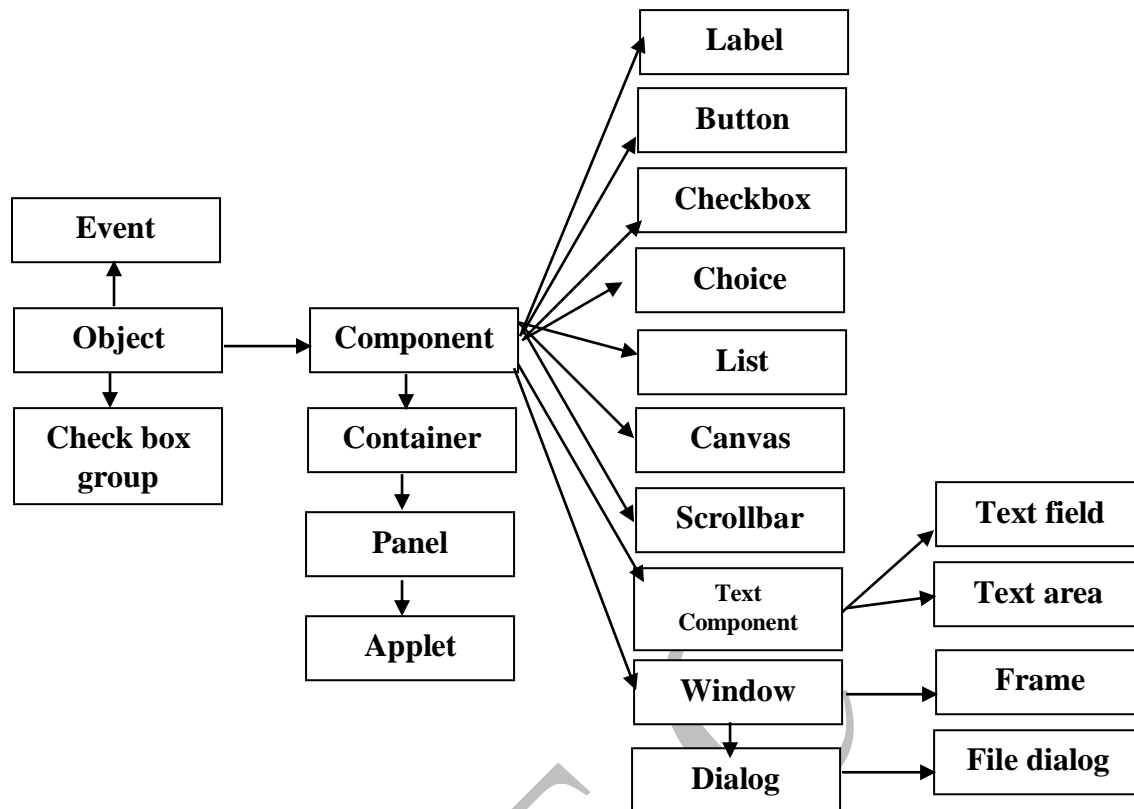 Label
Button
Checkbox
Event
Choice
Object
Component
List
Check box
group
Container
Canvas
Scrollbar
Text field
Panel
Text
Component
Text area
Applet
Window
Frame
Dialog
File dialog